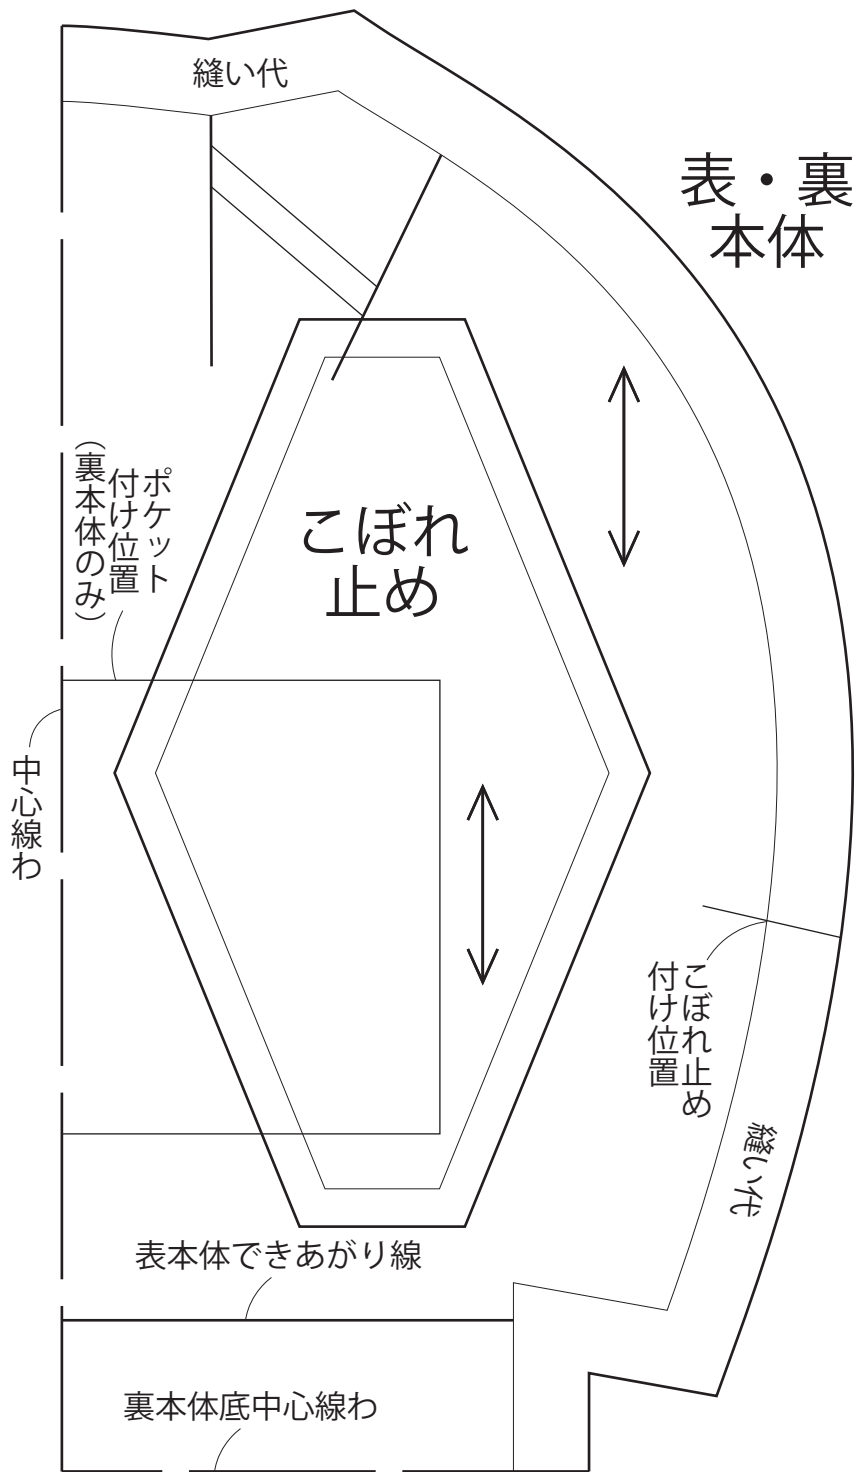 縫い代
表・裏
本体
ポケット
付け位置
（裏本体のみ）
こぼれ
止め
中心線わ
こぼれ止め
付け位置
縫い代
表本体できあがり線
裏本体底中心線わ